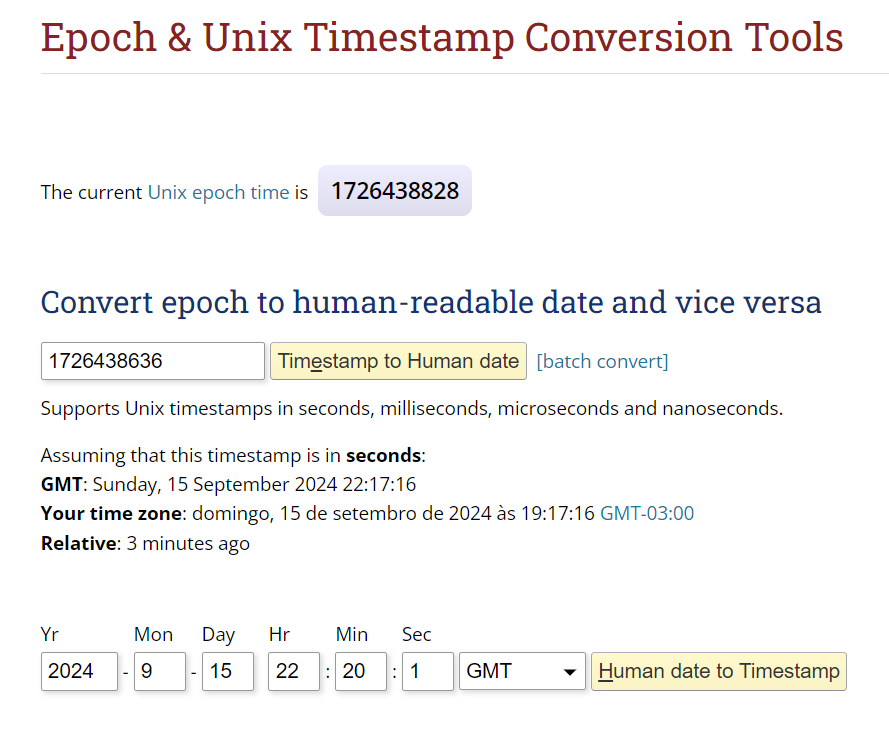 Epoch & Unix Timestamp Conversion Tools
The current Unix epoch time is 1726438828
Convert epoch to human-readable date and vice versa
1726438636 Timestamp to Human date [batch convert]
Supports Unix timestamps in seconds, milliseconds, microseconds and nanoseconds.
Assuming that this timestamp is in seconds:
GMT: Sunday, 15 September 2024 22:17:16
Your time zone: domingo, 15 de setembro de 2024 às 19:17:16 GMT-03:00
Relative: 3 minutes ago
Yr Mon Day Hr Min Sec
2024 - 9 - 15 22 : 20 : 1 GMT Human date to Timestamp